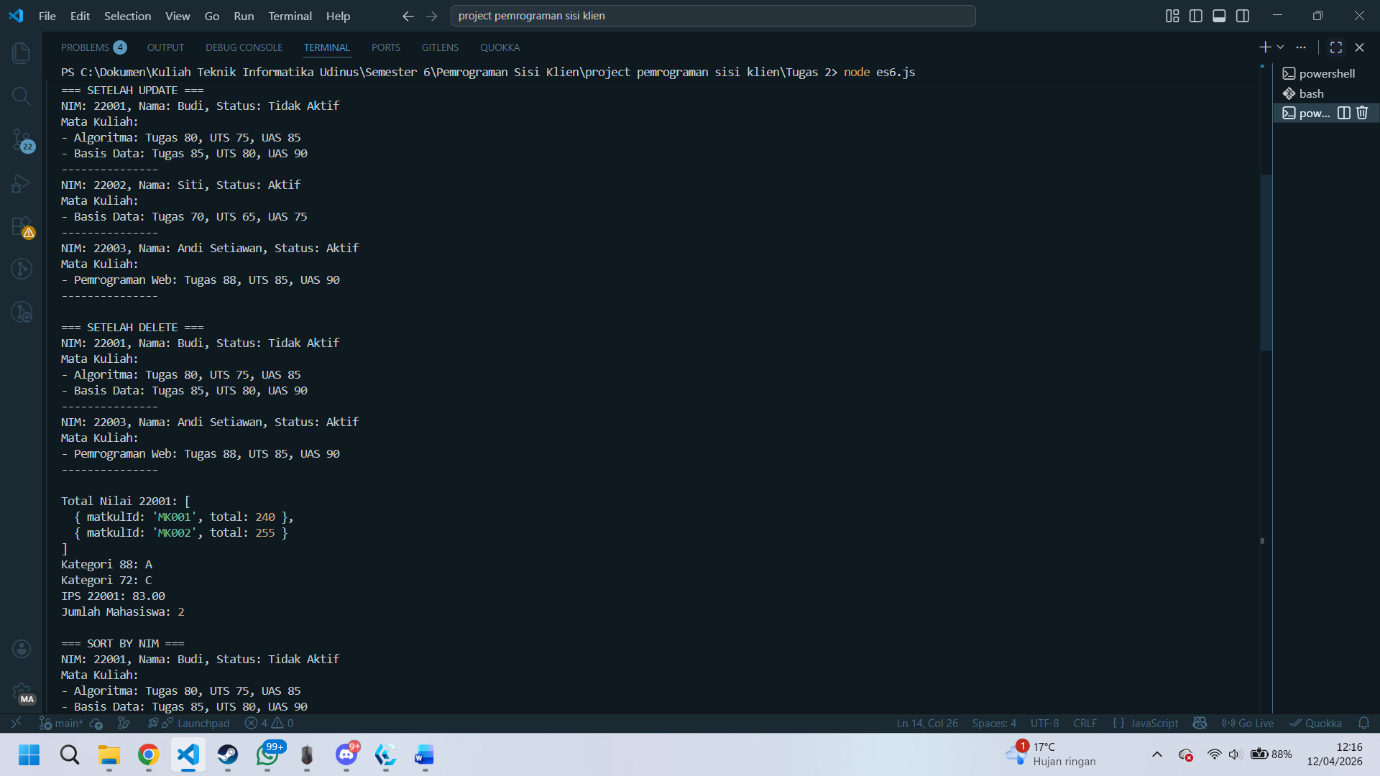 File Edit Selection View Go Run Terminal Help
project pemrograman sisi klien
PROBLEMS 4 OUTPUT DEBUG CONSOLE TERMINAL PORTS GITLENS QUOKKA
PS C:\Dokumen\Kuliah Teknik Informatika Udinus\Semester 6\Pemrograman Sisi Klien\project pemrograman sisi klien\Tugas 2> node es6.js
=== SETELAH UPDATE ===
NIM: 22001, Nama: Budi, Status: Tidak Aktif
Mata Kuliah:
- Algoritma: Tugas 80, UTS 75, UAS 85
- Basis Data: Tugas 85, UTS 80, UAS 90
---------------
NIM: 22002, Nama: Siti, Status: Aktif
Mata Kuliah:
- Basis Data: Tugas 70, UTS 65, UAS 75
---------------
NIM: 22003, Nama: Andi Setiawan, Status: Aktif
Mata Kuliah:
- Pemrograman Web: Tugas 88, UTS 85, UAS 90
---------------
=== SETELAH DELETE ===
NIM: 22001, Nama: Budi, Status: Tidak Aktif
Mata Kuliah:
- Algoritma: Tugas 80, UTS 75, UAS 85
- Basis Data: Tugas 85, UTS 80, UAS 90
---------------
NIM: 22003, Nama: Andi Setiawan, Status: Aktif
Mata Kuliah:
- Pemrograman Web: Tugas 88, UTS 85, UAS 90
---------------
Total Nilai 22001: [
{ matkulId: 'MK001', total: 240 },
{ matkulId: 'MK002', total: 255 }
]
Kategori 88: A
Kategori 72: C
IPS 22001: 83.00
Jumlah Mahasiswa: 2
=== SORT BY NIM ===
NIM: 22001, Nama: Budi, Status: Tidak Aktif
Mata Kuliah:
- Algoritma: Tugas 80, UTS 75, UAS 85
- Basis Data: Tugas 85, UTS 80, UAS 90
powershell
bash
pow...
22
MA
main* Launchpad 4 0 Ln 14, Col 26 Spaces: 4 UTF-8 CRLF { } JavaScript Go Live Quokka
99+ 9+
1 17°C
Hujan ringan
88%
12:16
12/04/2026